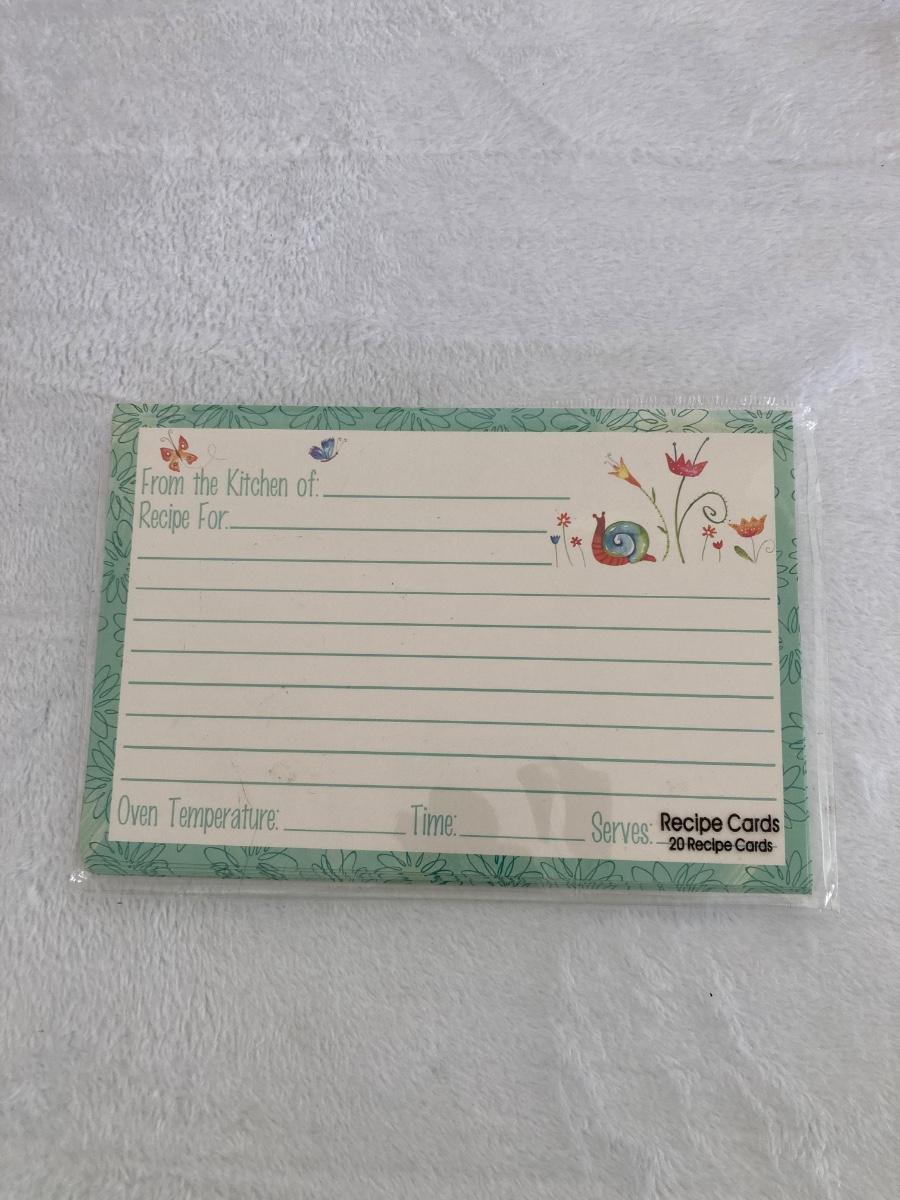 From the Kitchen of:
Recipe For:
Oven Temperature: Time: Serves:
Recipe Cards
20 Recipe Cards